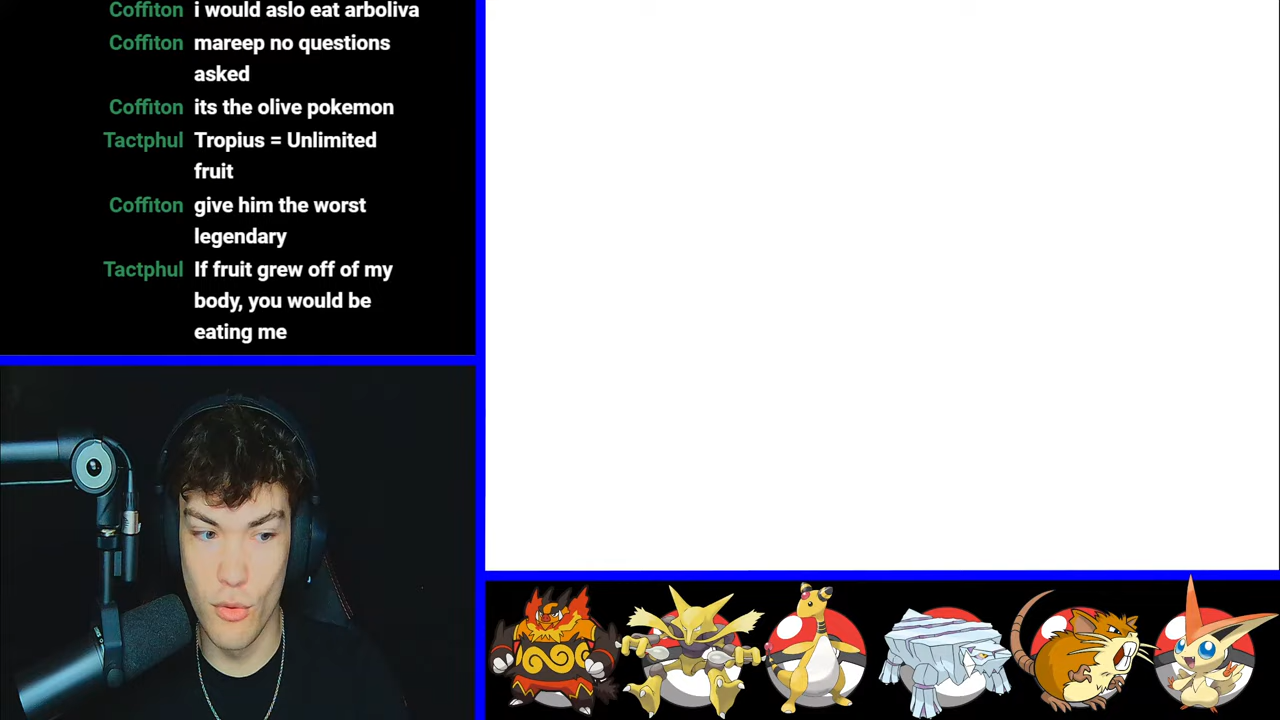 Coffiton i would aslo eat arboliva
Coffiton mareep no questions
asked
Coffiton its the olive pokemon
Tactphul Tropius = Unlimited
fruit
Coffiton give him the worst
legendary
Tactphul If fruit grew off of my
body, you would be
eating me